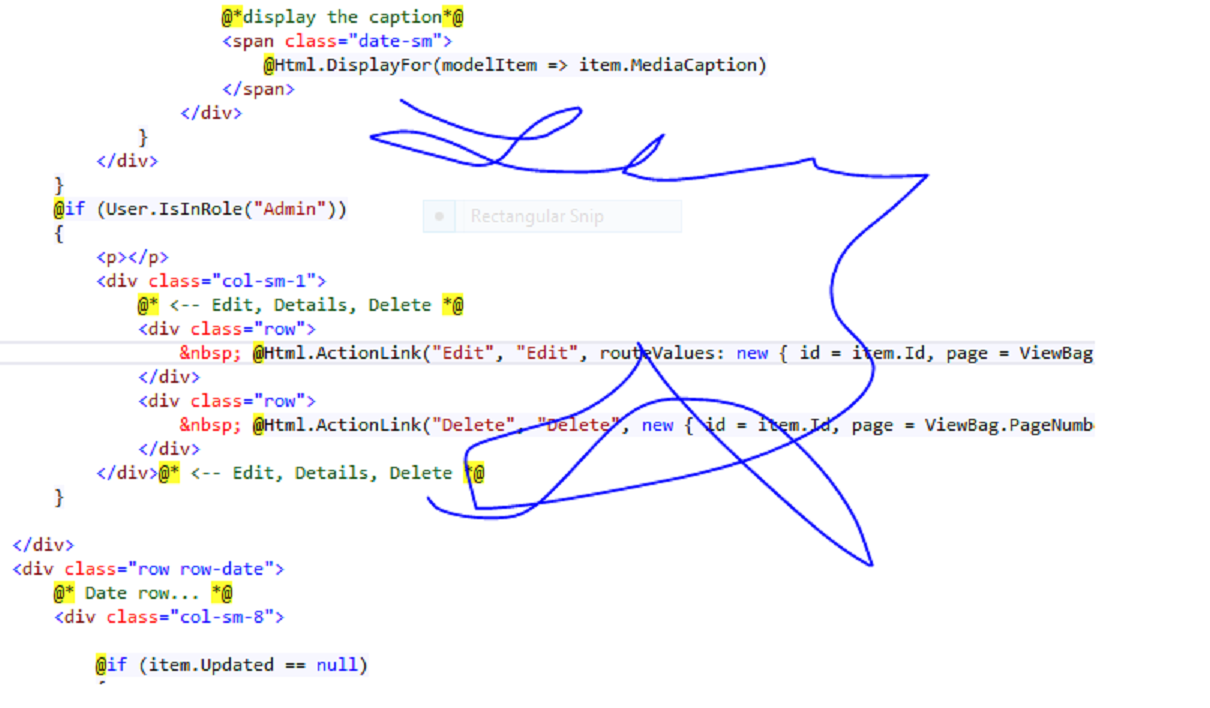 @*display the caption*@
<span class="date-sm">
@Html.DisplayFor(modelItem => item.MediaCaption)
</span>
</div>
}
</div>
}
@if (User.IsInRole("Admin"))
Rectangular Snip
{
<p></p>
<div class="col-sm-1">
@* <-- Edit, Details, Delete *@
<div class="row">
&nbsp; @Html.ActionLink("Edit", "Edit", routeValues: new { id = item.Id, page = ViewBag
</div>
<div class="row">
&nbsp; @Html.ActionLink("Delete", "Delete", new { id = item.Id, page = ViewBag.PageNumb
</div>
</div>@* <-- Edit, Details, Delete *@
}
</div>
<div class="row row-date">
@* Date row... *@
<div class="col-sm-8">
@if (item.Updated == null)